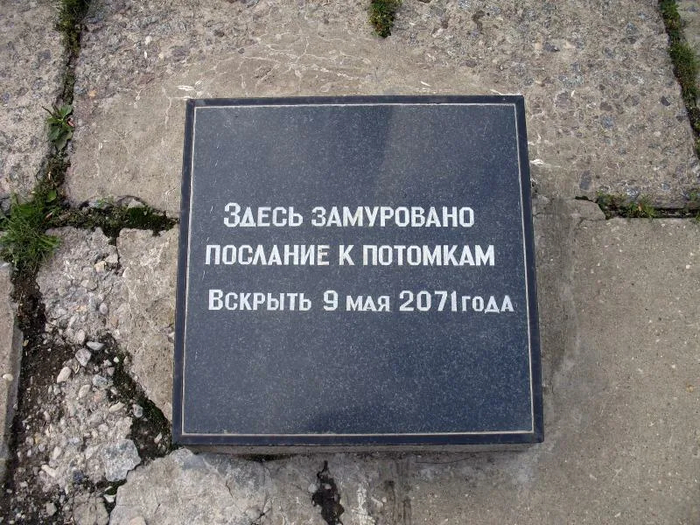 Здесь замуровано
послание к потомкам
Вскрыть 9 мая 2071 года